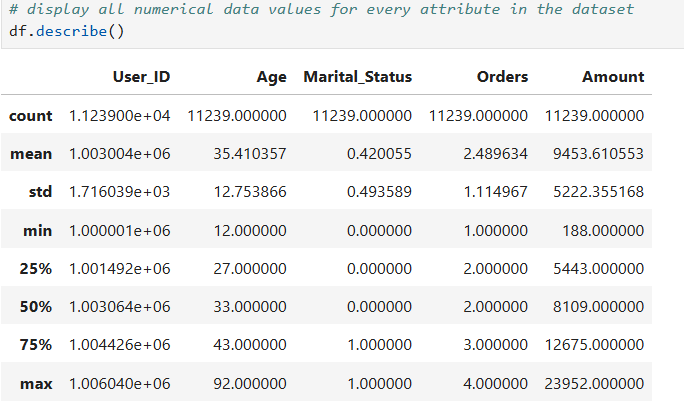 # display all numerical data values for every attribute in the dataset
df.describe()
User_ID Age Marital_Status Orders Amount
count 1.123900e+04 11239.000000 11239.000000 11239.000000 11239.000000
mean 1.003004e+06 35.410357 0.420055 2.489634 9453.610553
std 1.716039e+03 12.753866 0.493589 1.114967 5222.355168
min 1.000001e+06 12.000000 0.000000 1.000000 188.000000
25% 1.001492e+06 27.000000 0.000000 2.000000 5443.000000
50% 1.003064e+06 33.000000 0.000000 2.000000 8109.000000
75% 1.004426e+06 43.000000 1.000000 3.000000 12675.000000
max 1.006040e+06 92.000000 1.000000 4.000000 23952.000000